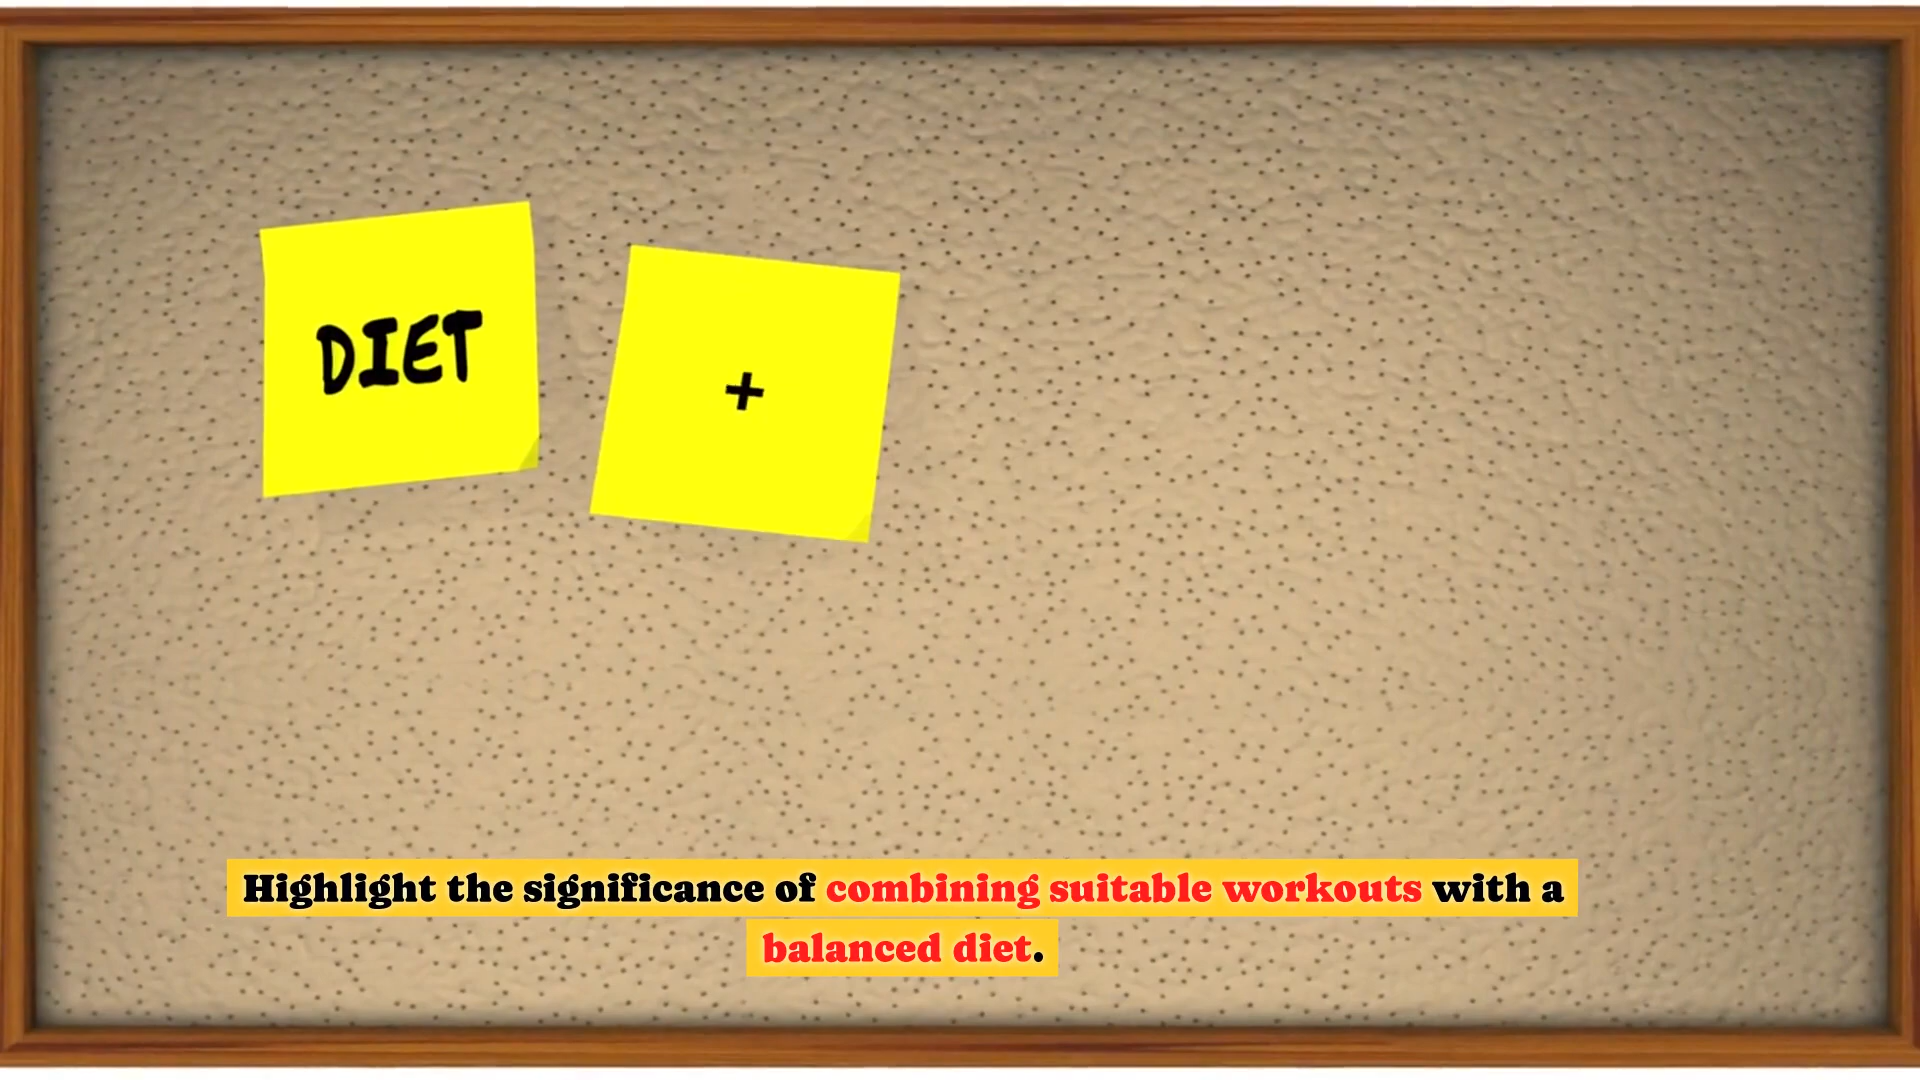 DIET
+
Highlight the significance of combining suitable workouts with a
balanced diet.